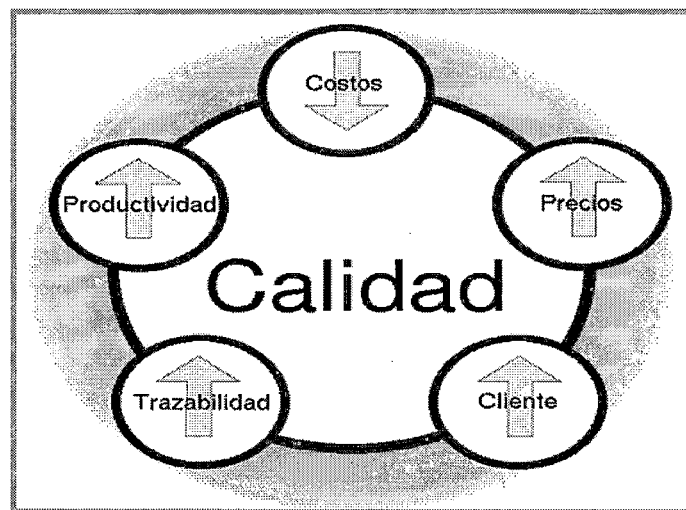 Costos
Productividad
Precios
Calidad
Trazabilidad
Cliente